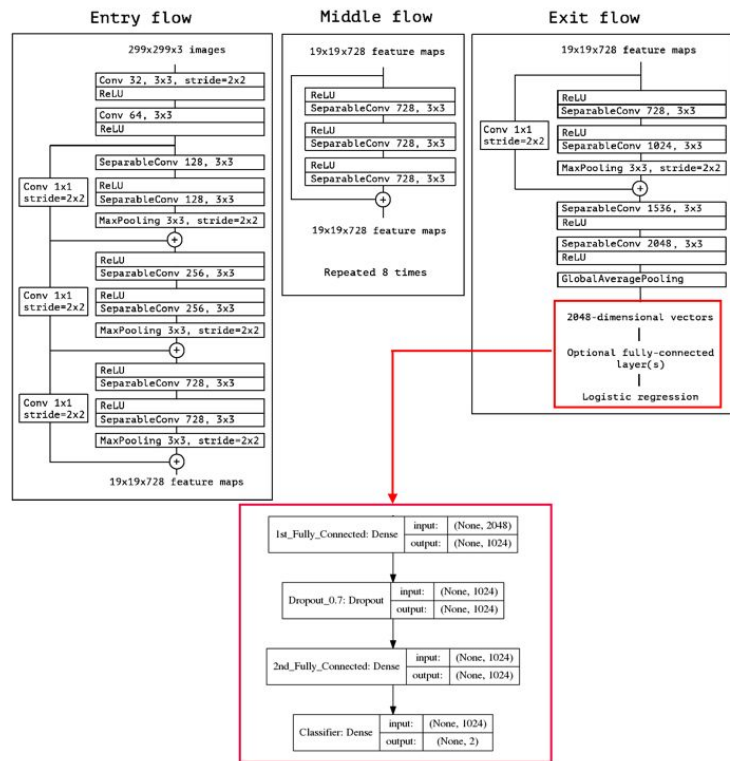 Entry flow
299x299x3 images
Conv 32, 3x3, stride=2x2
ReLU
Conv 64, 3x3
ReLU
SeparableConv 128, 3x3
Conv 1x1
stride=2x2
ReLU
SeparableConv 128, 3x3
MaxPooling 3x3, stride=2x2
+
ReLU
SeparableConv 256, 3x3
Conv 1x1
stride=2x2
ReLU
SeparableConv 256, 3x3
MaxPooling 3x3, stride=2x2
+
ReLU
SeparableConv 728, 3x3
Conv 1x1
stride=2x2
ReLU
SeparableConv 728, 3x3
MaxPooling 3x3, stride=2x2
+
19x19x728 feature maps
Middle flow
19x19x728 feature maps
ReLU
SeparableConv 728, 3x3
ReLU
SeparableConv 728, 3x3
ReLU
SeparableConv 728, 3x3
+
19x19x728 feature maps
Repeated 8 times
Exit flow
19x19x728 feature maps
ReLU
SeparableConv 728, 3x3
Conv 1x1
stride=2x2
ReLU
SeparableConv 1024, 3x3
MaxPooling 3x3, stride=2x2
+
SeparableConv 1536, 3x3
ReLU
SeparableConv 2048, 3x3
ReLU
GlobalAveragePooling
2048-dimensional vectors
Optional fully-connected
layer(s)
Logistic regression
1st_Fully_Connected: Dense input: (None, 2048)
output: (None, 1024)
Dropout_0.7: Dropout input: (None, 1024)
output: (None, 1024)
2nd_Fully_Connected: Dense input: (None, 1024)
output: (None, 1024)
Classifier: Dense input: (None, 1024)
output: (None, 2)